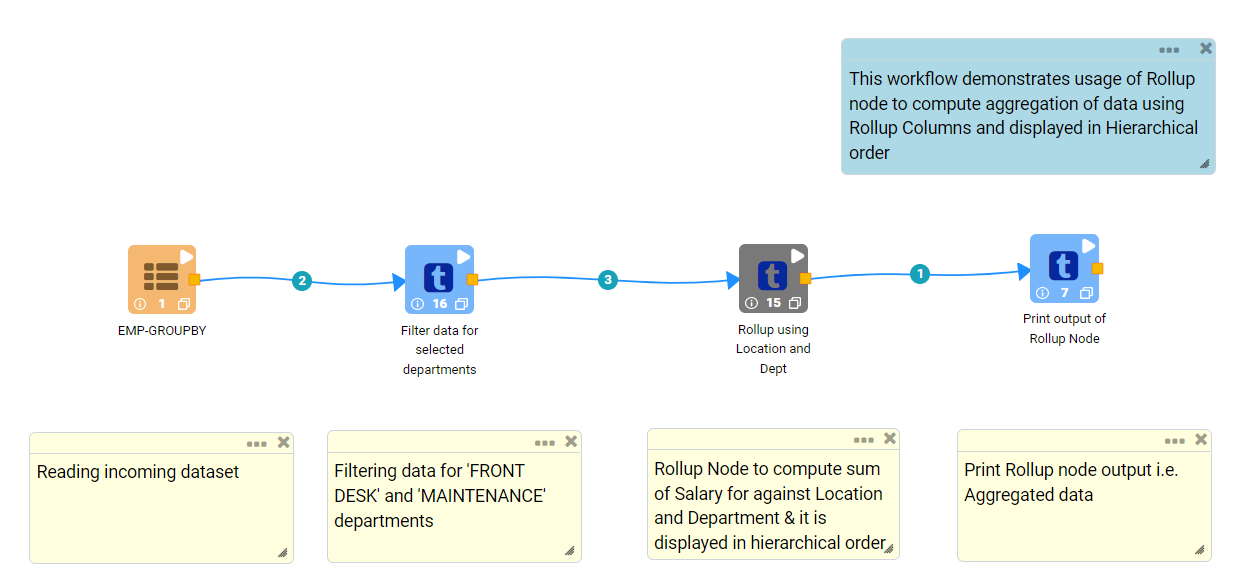 This workflow demonstrates usage of Rollup
node to compute aggregation of data using
Rollup Columns and displayed in Hierarchical
order
2
3
1
t
t
t
1
16
15
7
EMP-GROUPBY
Filter data for
selected
departments
Rollup using
Location and
Dept
Print output of
Rollup Node
Reading incoming dataset
Filtering data for 'FRONT
DESK' and 'MAINTENANCE'
departments
Rollup Node to compute sum
of Salary for against Location
and Department & it is
displayed in hierarchical order
Print Rollup node output i.e.
Aggregated data